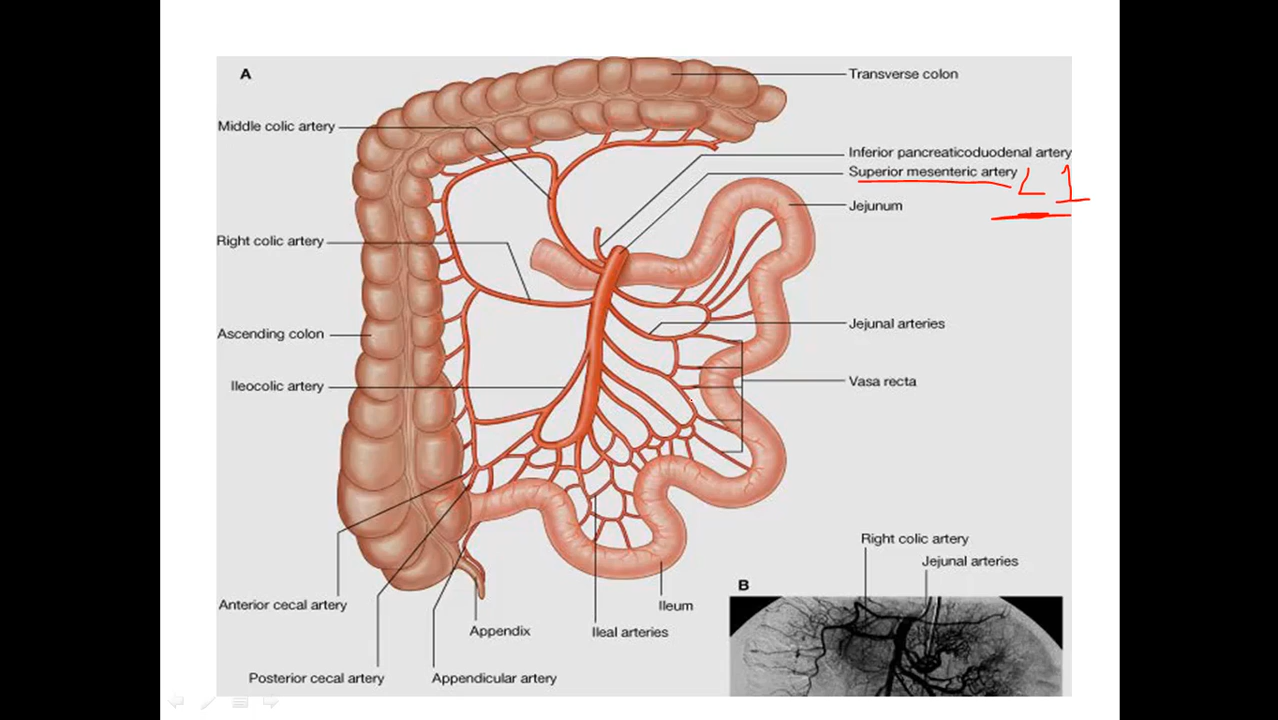 A
Transverse colon
Middle colic artery
Inferior pancreaticoduodenal artery
Superior mesenteric artery L1
Jejunum
Right colic artery
Jejunal arteries
Ascending colon
Vasa recta
Ileocolic artery
Right colic artery
Jejunal arteries
B
Anterior cecal artery
Ileum
Appendix
Ileal arteries
Posterior cecal artery
Appendicular artery